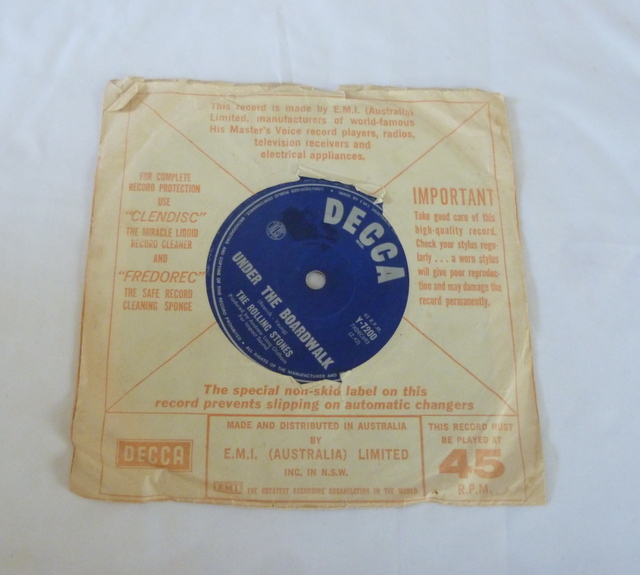 This record is made by E.M.I. (Australia)
Limited, manufacturers of world-famous
His Master's Voice record players, radios,
television receivers and
electrical appliances.
FOR COMPLETE
RECORD PROTECTION
USE
"CLENDISC"
THE MIRACLE LIQUID
RECORD CLEANER
AND
"FREDOREC"
THE SAFE RECORD
CLEANING SPONGE
IMPORTANT
Take good care of this
high-quality record.
Check your stylus regu-
larly ... a worn stylus
will give poor reproduc-
tion and may damage the
record permanently.
DECCA
45 R.P.M.
Y-7200
UNDER THE BOARDWALK
THE ROLLING STONES
The special non-skid label on this
record prevents slipping on automatic changers
DECCA
MADE AND DISTRIBUTED IN AUSTRALIA
BY
E.M.I. (AUSTRALIA) LIMITED
INC. IN N.S.W.
E.M.I. THE GREATEST RECORDING ORGANISATION IN THE WORLD
THIS RECORD MUST
BE PLAYED AT
45
R.P.M.